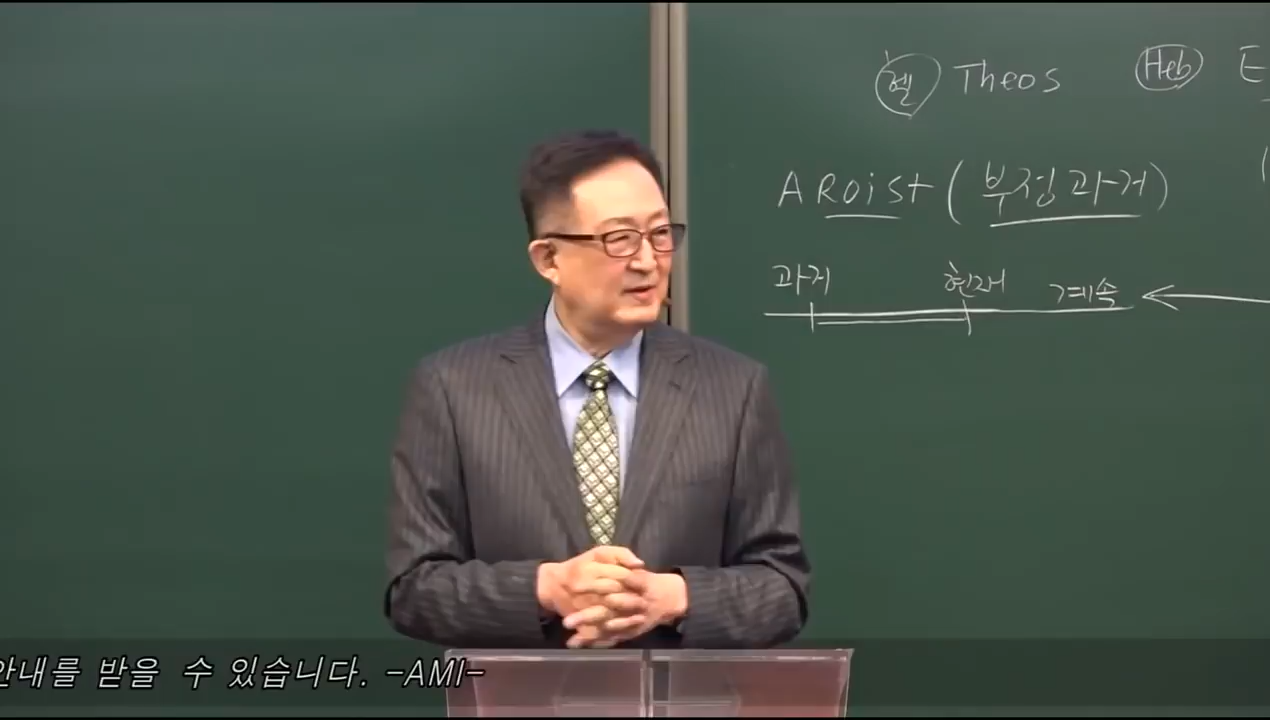 헬 Theos Heb E
ARoist (부정과거)
과거 현재 계속
안내를 받을 수 있습니다. -AMI-